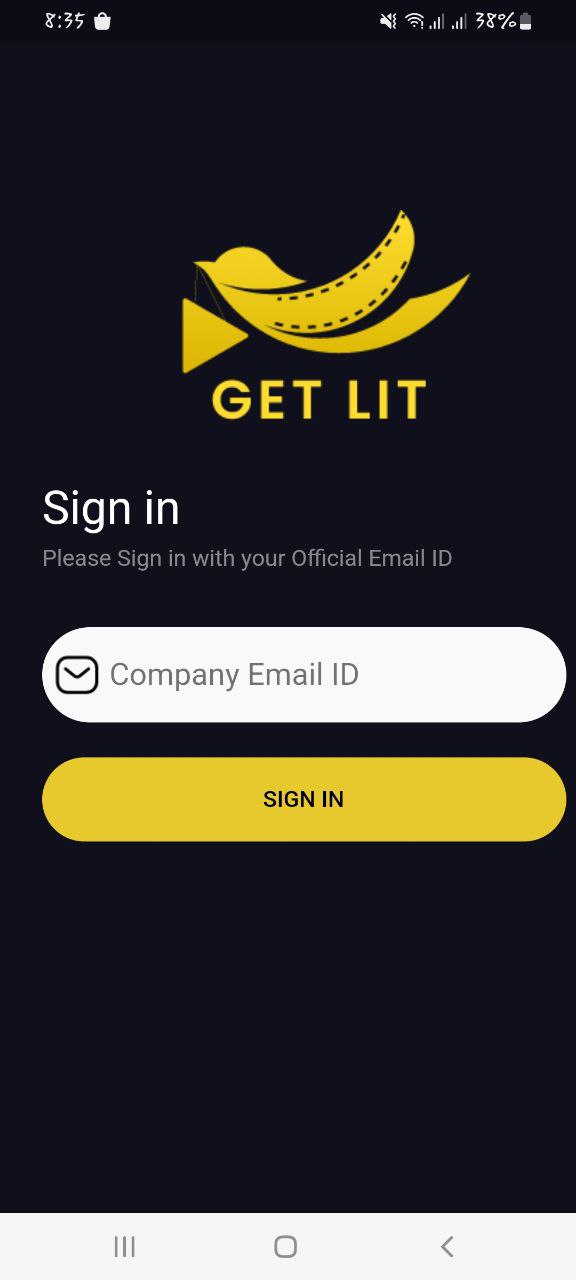 8:35 38%
GET LIT
Sign in
Please Sign in with your Official Email ID
Company Email ID
SIGN IN